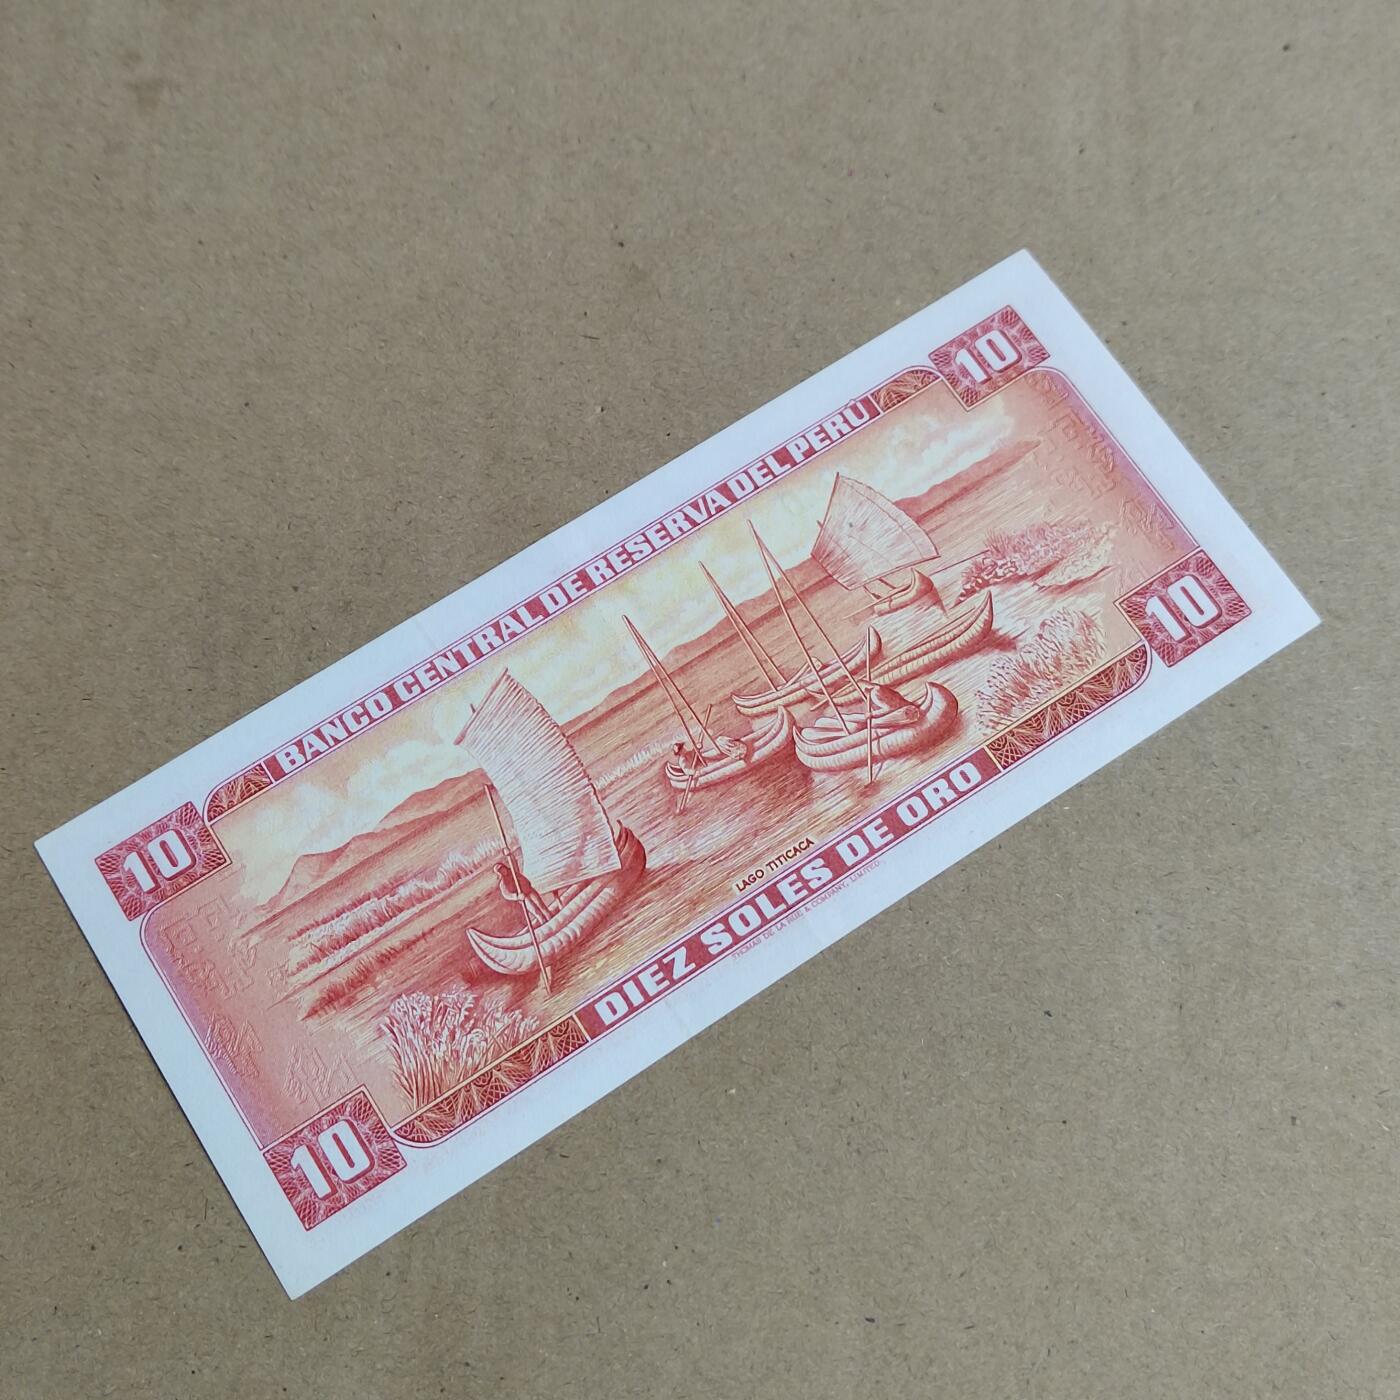 10
BANCO CENTRAL DE RESERVA DEL PERÚ
10
LAGO TITICACA
10
DIEZ SOLES DE ORO
10
THOMAS DE LA RUE & COMPANY, LIMITED.